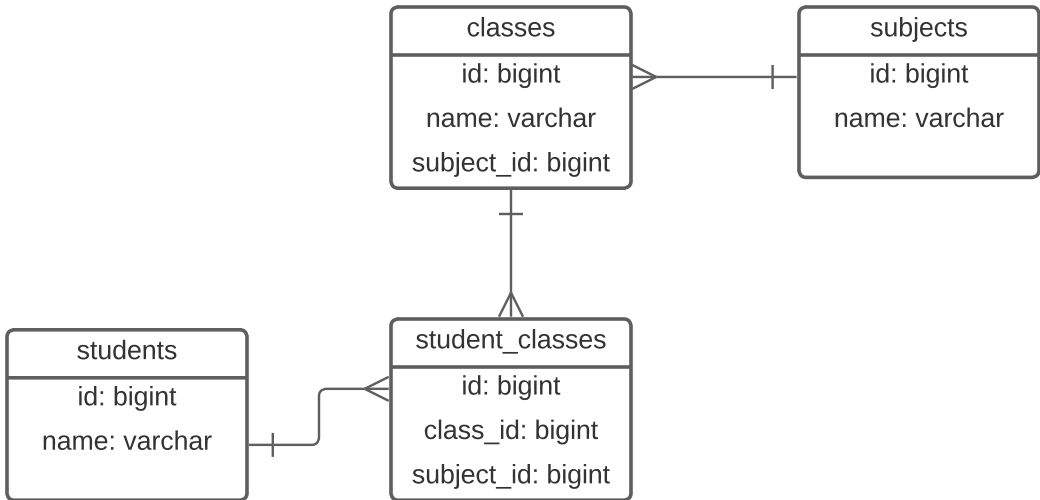 classes
id: bigint
name: varchar
subject_id: bigint
subjects
id: bigint
name: varchar
students
id: bigint
name: varchar
student_classes
id: bigint
class_id: bigint
subject_id: bigint